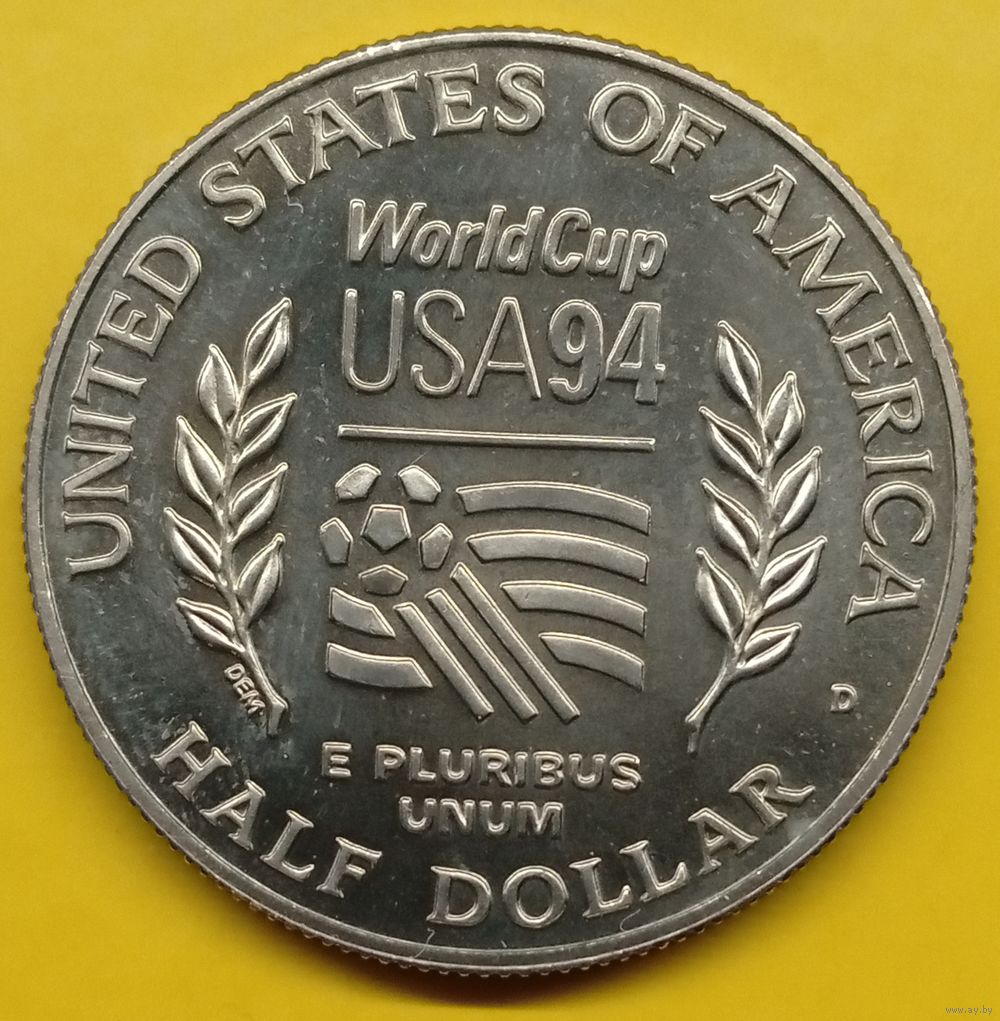 UNITED STATES OF AMERICA
WorldCup
USA94
DEM
D
E PLURIBUS
UNUM
HALF DOLLAR
www.ay.by